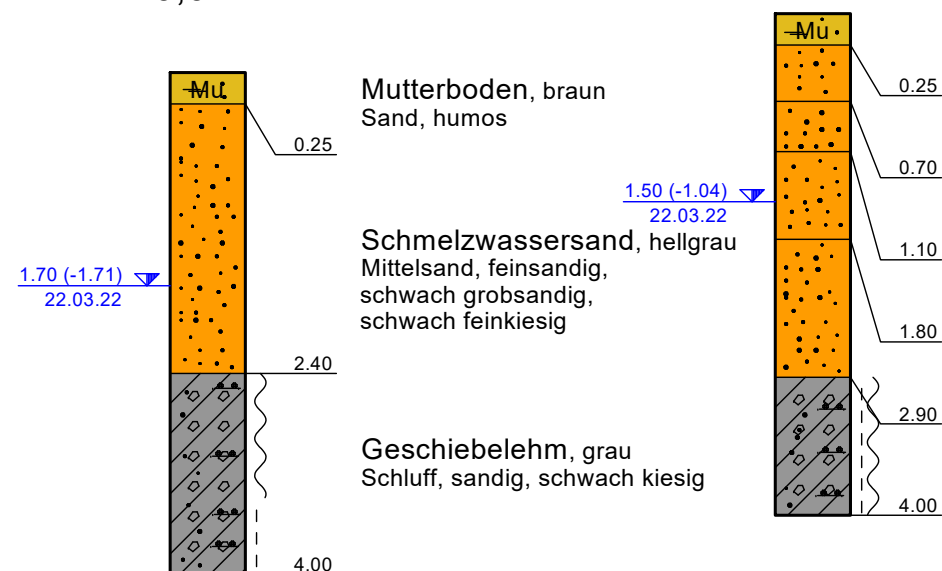 Mu
0.25
1.70 (-1.71)
22.03.22
2.40
4.00
Mutterboden, braun
Sand, humos
Schmelzwassersand, hellgrau
Mittelsand, feinsandig,
schwach grobsandig,
schwach feinkiesig
Geschiebelehm, grau
Schluff, sandig, schwach kiesig
Mu
0.25
0.70
1.50 (-1.04)
22.03.22
1.10
1.80
2.90
4.00